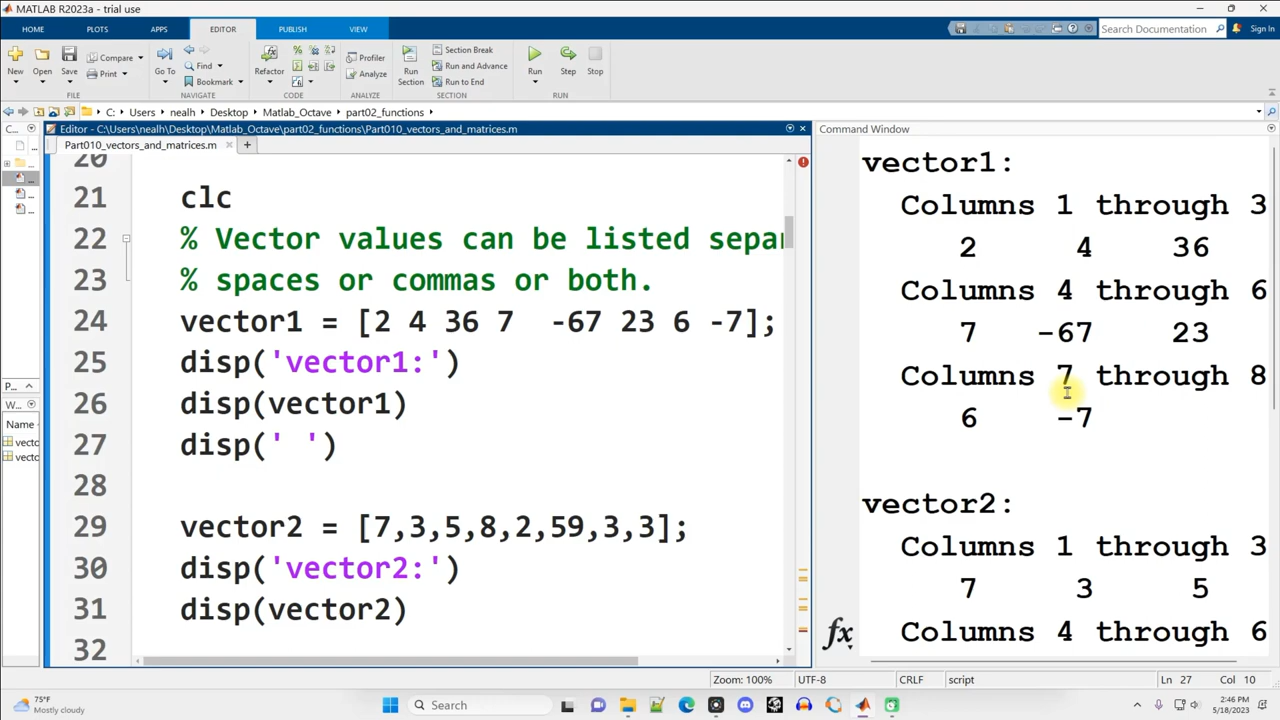 MATLAB R2023a - trial use
HOME PLOTS APPS EDITOR PUBLISH VIEW Search Documentation Sign In
New Open Save Compare Print Go To Find Bookmark Refactor Profiler Analyze Run Section Section Break Run and Advance Run to End Run Step Stop
FILE NAVIGATE CODE ANALYZE SECTION RUN
C: Users nealh Desktop Matlab_Octave part02_functions
C... Editor - C:\Users\nealh\Desktop\Matlab_Octave\part02_functions\Part010_vectors_and_matrices.m Command Window
Part010_vectors_and_matrices.m
20
21 clc
22 % Vector values can be listed separ
23 % spaces or commas or both.
24 vector1 = [2 4 36 7  -67 23 6 -7];
25 disp('vector1:')
26 disp(vector1)
27 disp(' ')
28
29 vector2 = [7,3,5,8,2,59,3,3];
30 disp('vector2:')
31 disp(vector2)
32
P...
W...
Name
vecto
vecto
vector1:
Columns 1 through 3
2 4 36
Columns 4 through 6
7 -67 23
Columns 7 through 8
6 -7
vector2:
Columns 1 through 3
7 3 5
Columns 4 through 6
fx
Zoom: 100% UTF-8 CRLF script Ln 27 Col 10
75°F
Mostly cloudy
Search
2:46 PM
5/18/2023